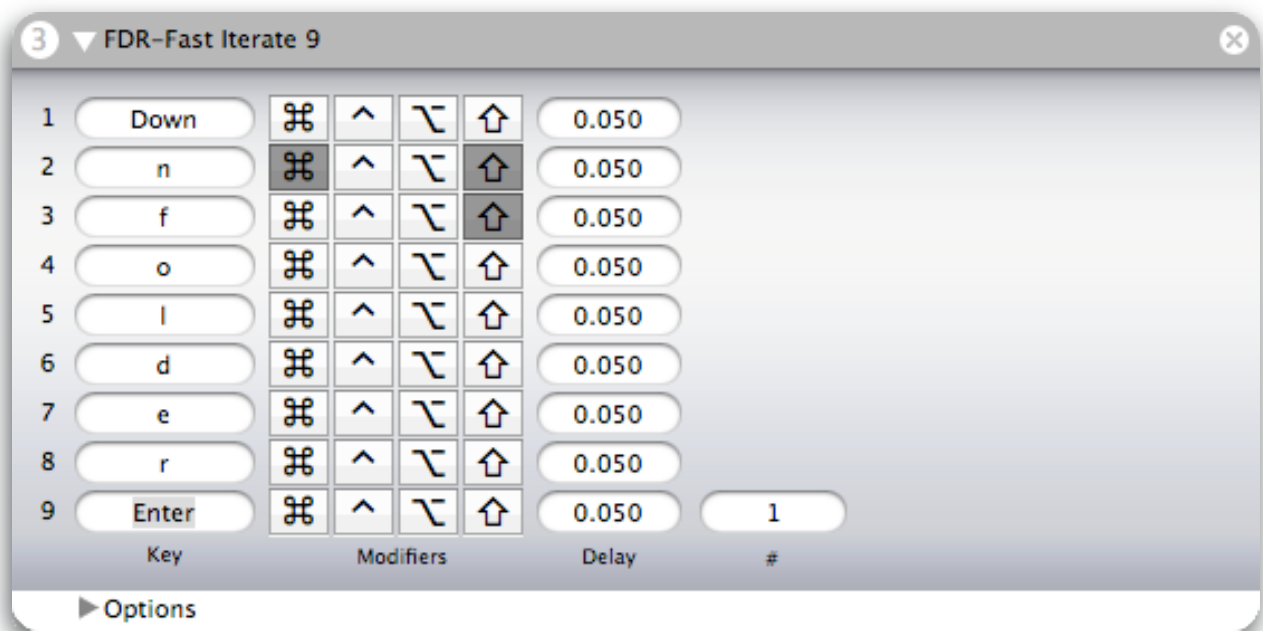 3 FDR-Fast Iterate 9
1 Down ⌘ ^ ⌥ ⇧ 0.050
2 n ⌘ ^ ⌥ ⇧ 0.050
3 f ⌘ ^ ⌥ ⇧ 0.050
4 o ⌘ ^ ⌥ ⇧ 0.050
5 l ⌘ ^ ⌥ ⇧ 0.050
6 d ⌘ ^ ⌥ ⇧ 0.050
7 e ⌘ ^ ⌥ ⇧ 0.050
8 r ⌘ ^ ⌥ ⇧ 0.050
9 Enter ⌘ ^ ⌥ ⇧ 0.050 1
Key Modifiers Delay #
Options